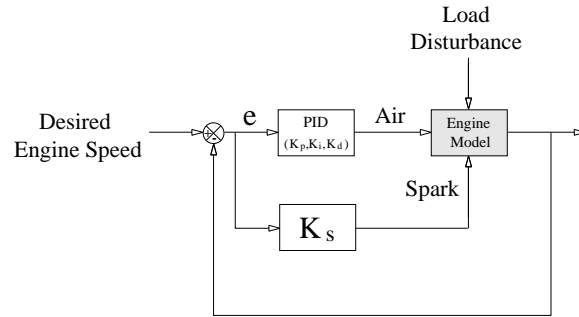 Load
Disturbance
Desired
Engine Speed
+
-
e
PID
(Kp,Ki,Kd)
Air
Engine
Model
Spark
Ks